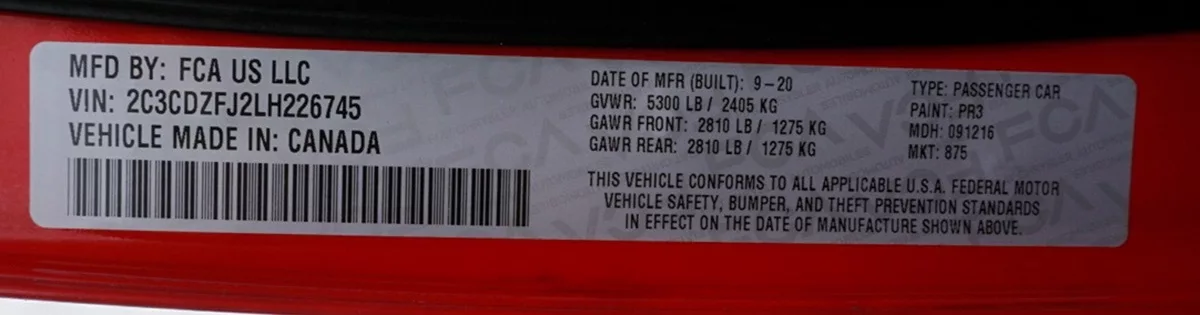 MFD BY: FCA US LLC
VIN: 2C3CDZFJ2LH226745
VEHICLE MADE IN: CANADA
DATE OF MFR (BUILT): 9-20
GVWR: 5300 LB / 2405 KG
GAWR FRONT: 2810 LB / 1275 KG
GAWR REAR: 2810 LB / 1275 KG
TYPE: PASSENGER CAR
PAINT: PR3
MDH: 091216
MKT: 875
THIS VEHICLE CONFORMS TO ALL APPLICABLE U.S.A. FEDERAL MOTOR
VEHICLE SAFETY, BUMPER, AND THEFT PREVENTION STANDARDS
IN EFFECT ON THE DATE OF MANUFACTURE SHOWN ABOVE.